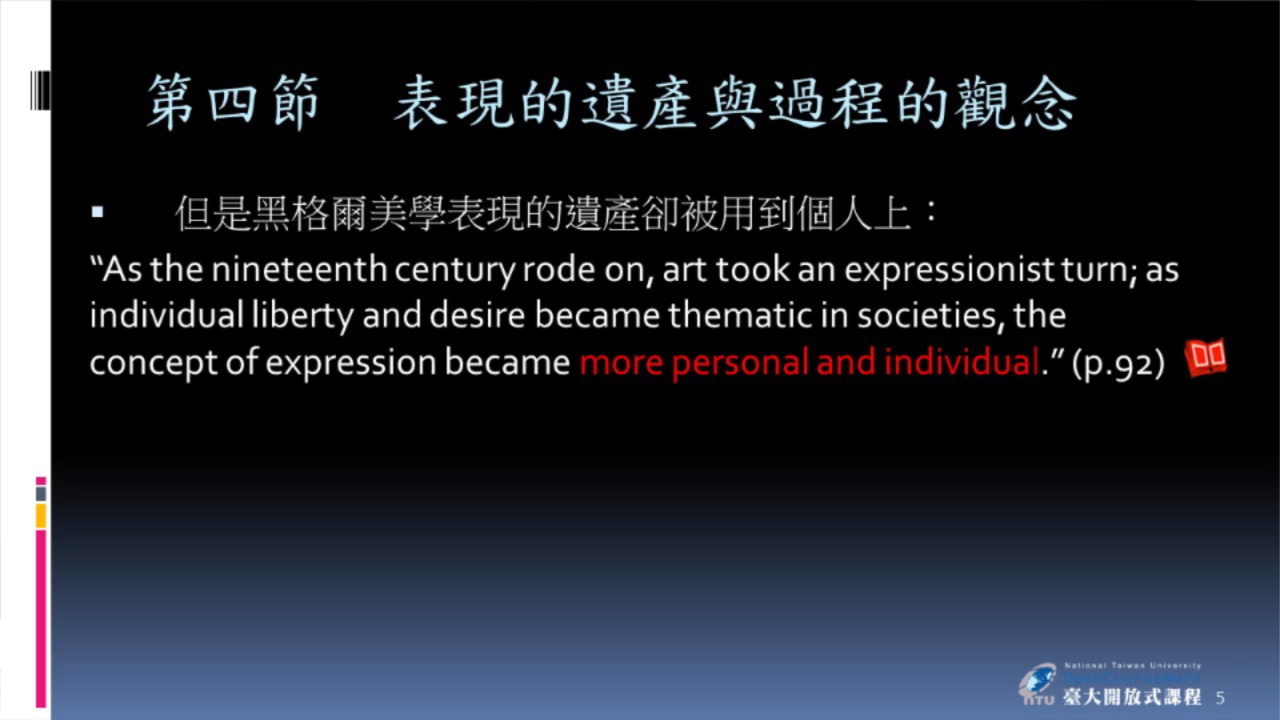 第四節 表現的遺產與過程的觀念
▪ 但是黑格爾美學表現的遺產卻被用到個人上：
“As the nineteenth century rode on, art took an expressionist turn; as
individual liberty and desire became thematic in societies, the
concept of expression became more personal and individual.” (p.92)
National Taiwan University
OpenCourseWare
NTU 臺大開放式課程 5